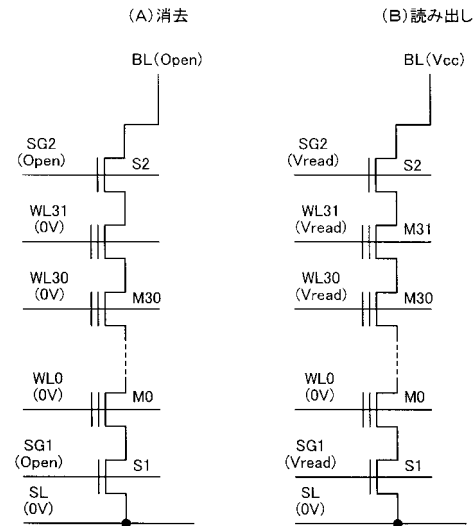 (A)消去
BL(Open)
SG2
(Open)
S2
WL31
(0V)
WL30
(0V)
M30
WL0
(0V)
M0
SG1
(Open)
S1
SL
(0V)
(B)読み出し
BL(Vcc)
SG2
(Vread)
S2
WL31
(Vread)
M31
WL30
(Vread)
M30
WL0
(0V)
M0
SG1
(Vread)
S1
SL
(0V)